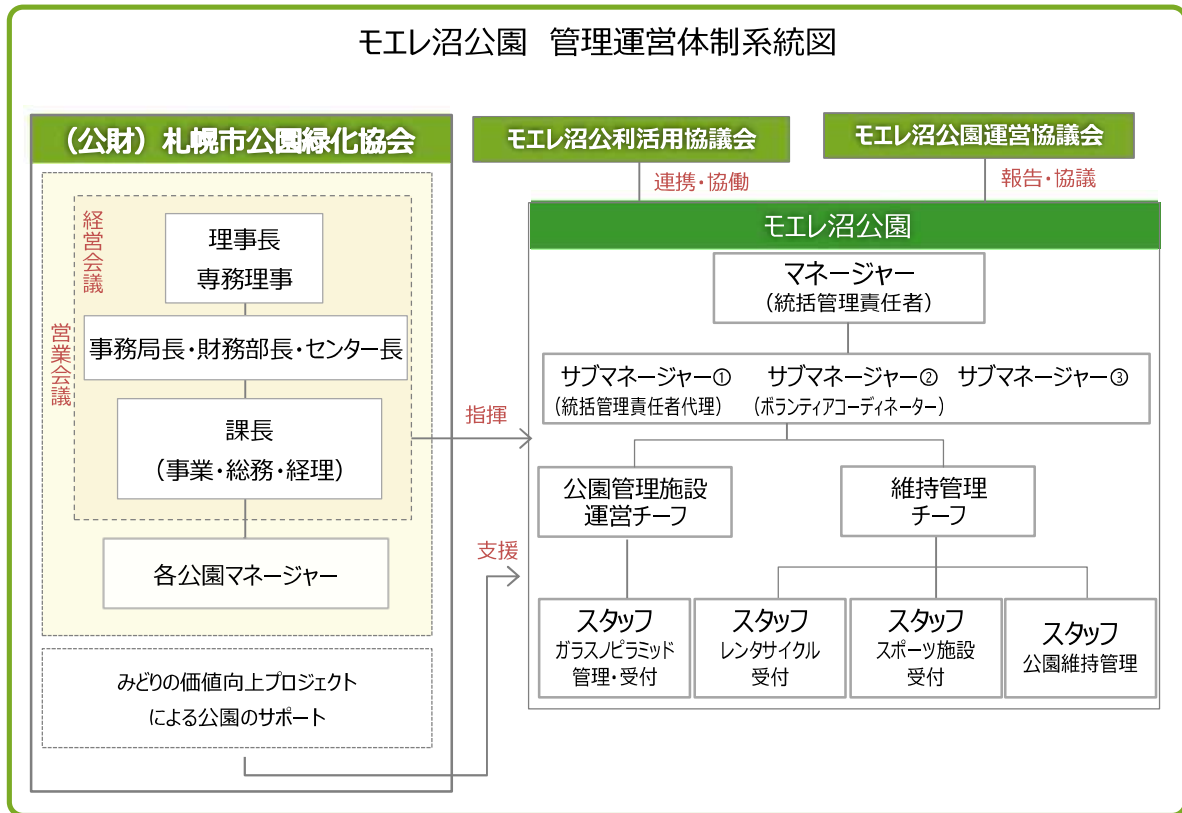 モエレ沼公園 管理運営体制系統図
（公財）札幌市公園緑化協会
経営会議
営業会議
理事長
専務理事
事務局長・財務部長・センター長
課長
（事業・総務・経理）
各公園マネージャー
みどりの価値向上プロジェクト
による公園のサポート
指揮
支援
モエレ沼公利活用協議会
連携・協働
モエレ沼公園運営協議会
報告・協議
モエレ沼公園
マネージャー
（統括管理責任者）
サブマネージャー① サブマネージャー② サブマネージャー③
（統括管理責任者代理） （ボランティアコーディネーター）
公園管理施設
運営チーフ
維持管理
チーフ
スタッフ
ガラスノピラミッド
管理・受付
スタッフ
レンタサイクル
受付
スタッフ
スポーツ施設
受付
スタッフ
公園維持管理